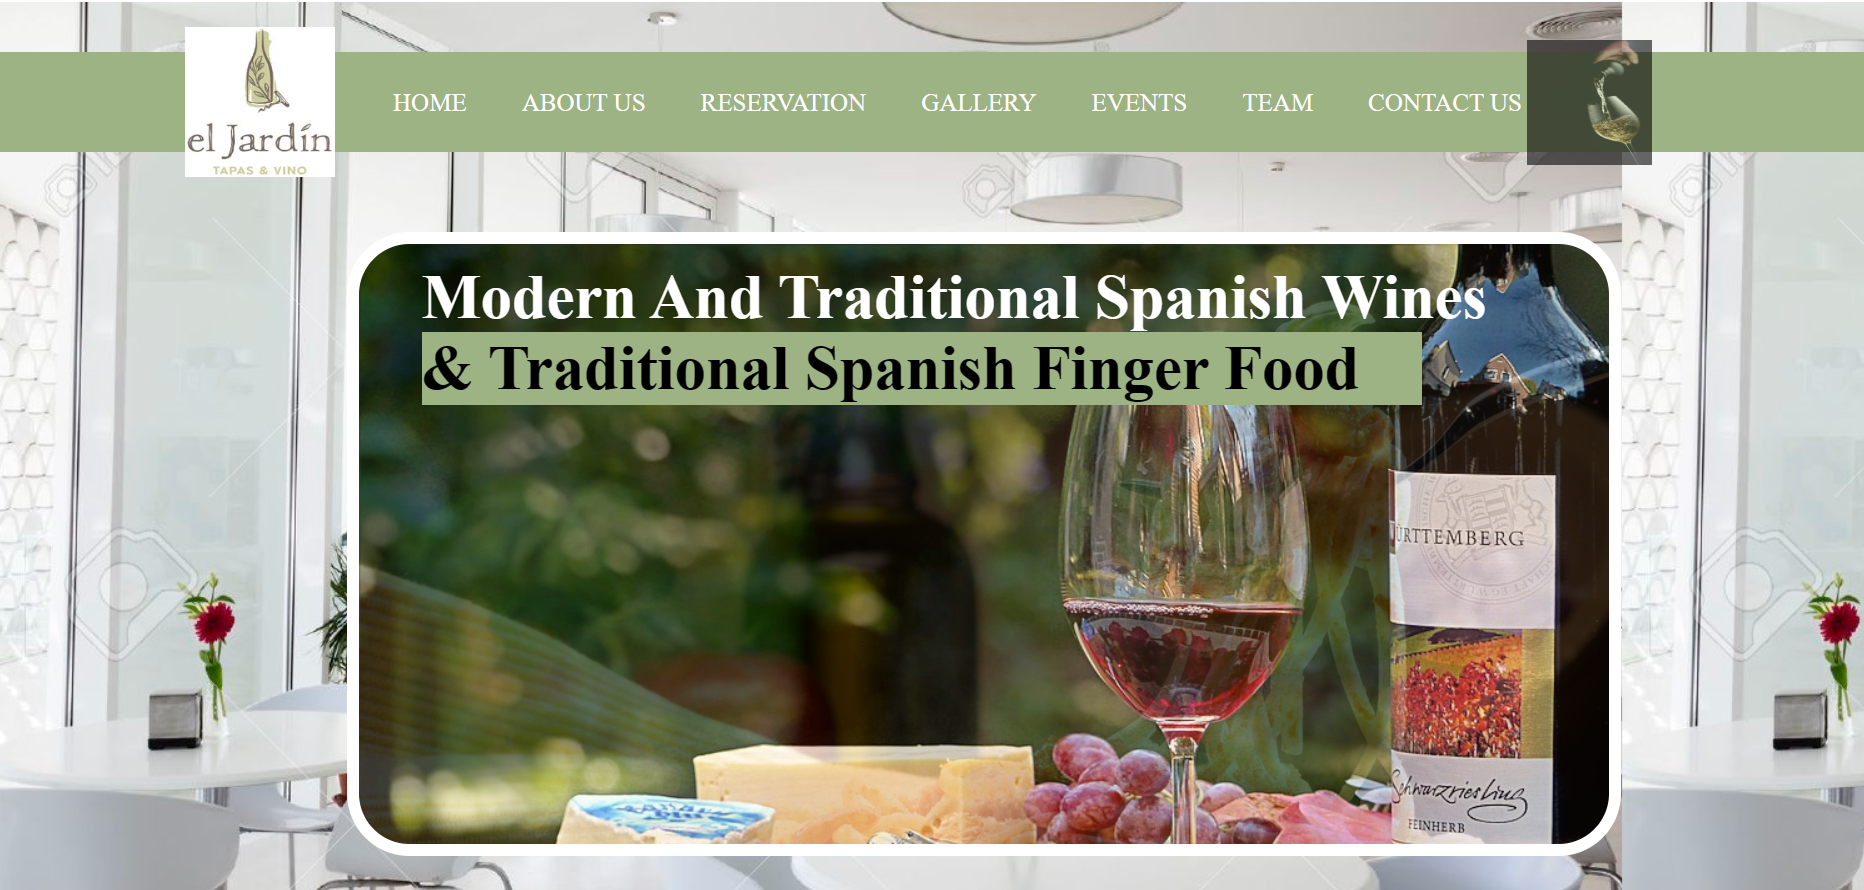 el Jardín
TAPAS & VINO
HOME
ABOUT US
RESERVATION
GALLERY
EVENTS
TEAM
CONTACT US
Modern And Traditional Spanish Wines
& Traditional Spanish Finger Food
WÜRTTEMBERG
Schwarzriesling
FEINHERB